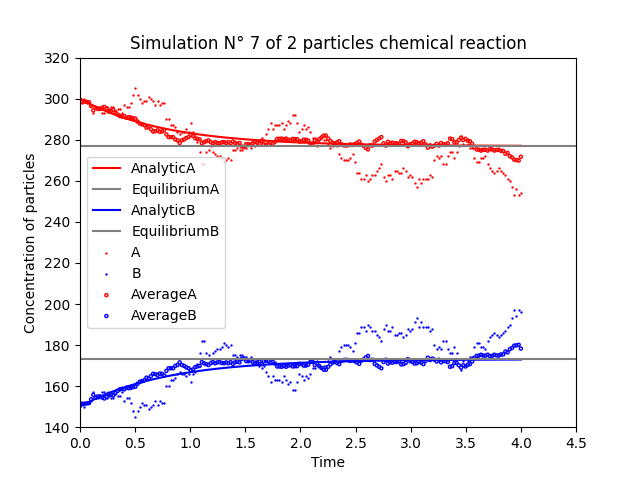 Simulation N° 7 of 2 particles chemical reaction
Concentration of particles
320
300
280
260
240
220
200
180
160
140
AnalyticA
EquilibriumA
AnalyticB
EquilibriumB
A
B
AverageA
AverageB
0.0 0.5 1.0 1.5 2.0 2.5 3.0 3.5 4.0 4.5
Time